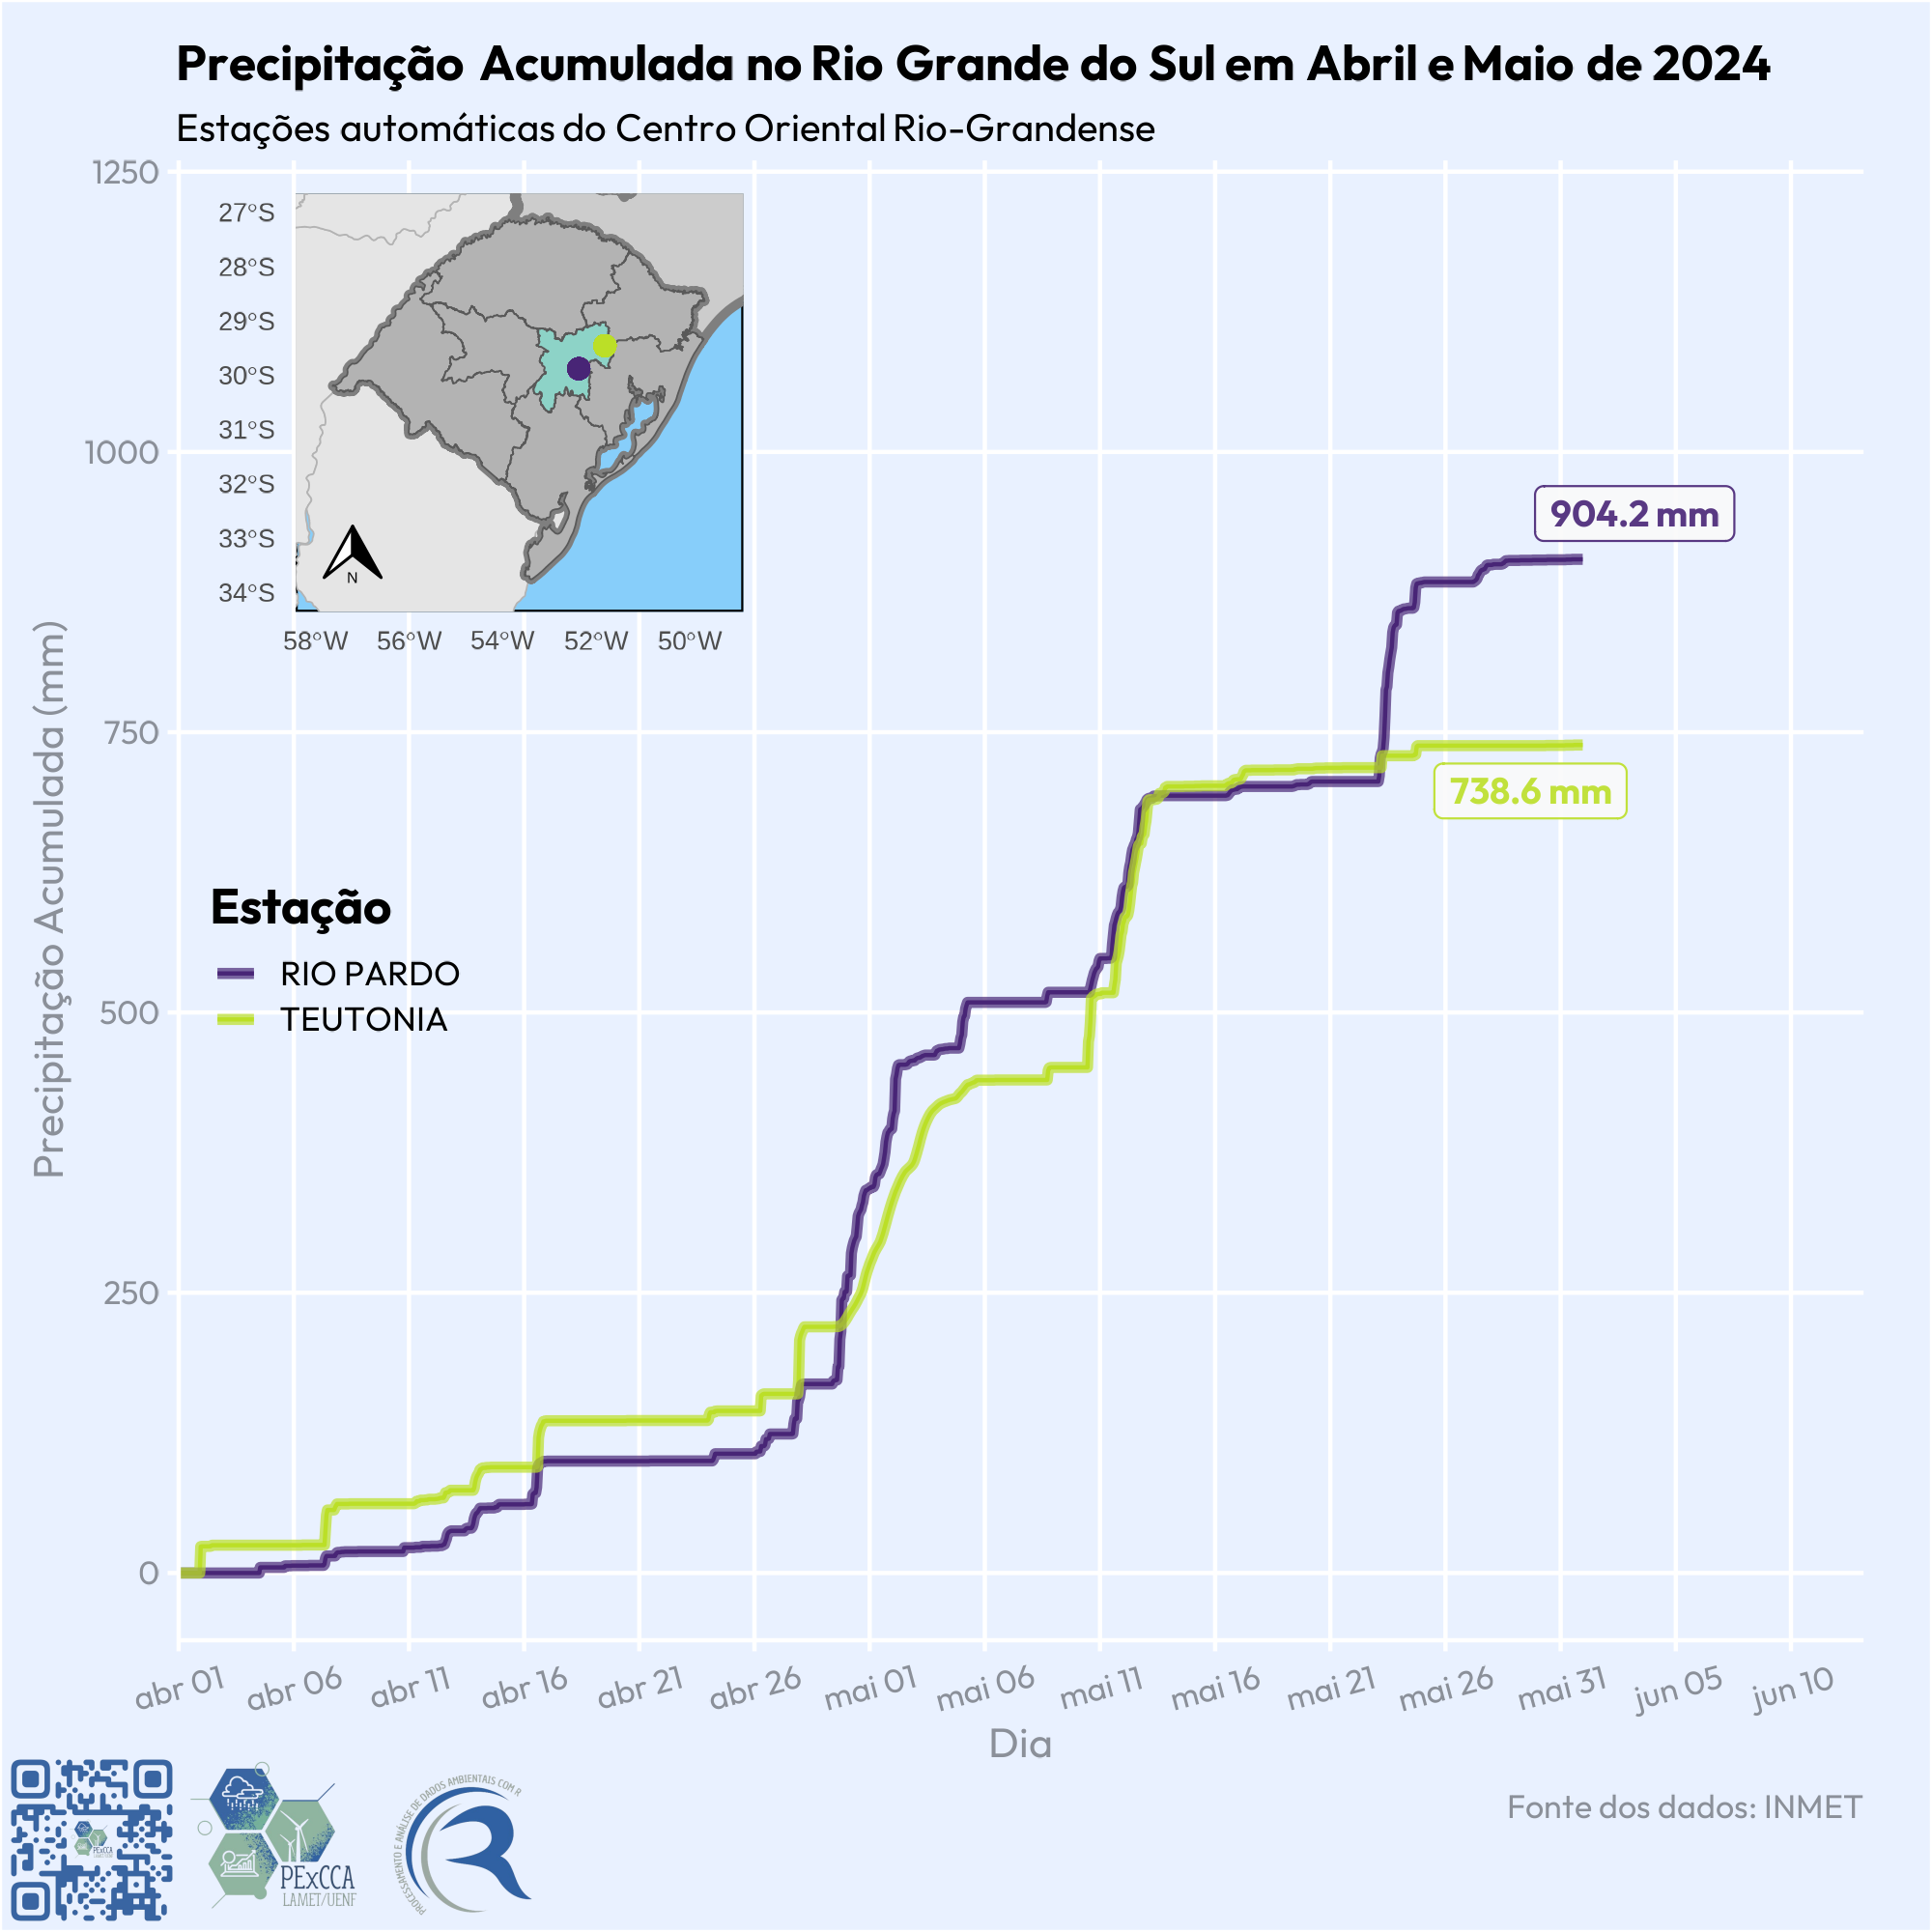 Precipitação Acumulada no Rio Grande do Sul em Abril e Maio de 2024
Estações automáticas do Centro Oriental Rio-Grandense
1250
1000
750
500
250
0
Precipitação Acumulada (mm)
27°S
28°S
29°S
30°S
31°S
32°S
33°S
34°S
N
58°W 56°W 54°W 52°W 50°W
904.2 mm
738.6 mm
Estação
RIO PARDO
TEUTONIA
abr 01 abr 06 abr 11 abr 16 abr 21 abr 26 mai 01 mai 06 mai 11 mai 16 mai 21 mai 26 mai 31 jun 05 jun 10
Dia
Fonte dos dados: INMET
PExCCA
LAMET/UENF
PROCESSAMENTO E ANÁLISE DE DADOS AMBIENTAIS COM R